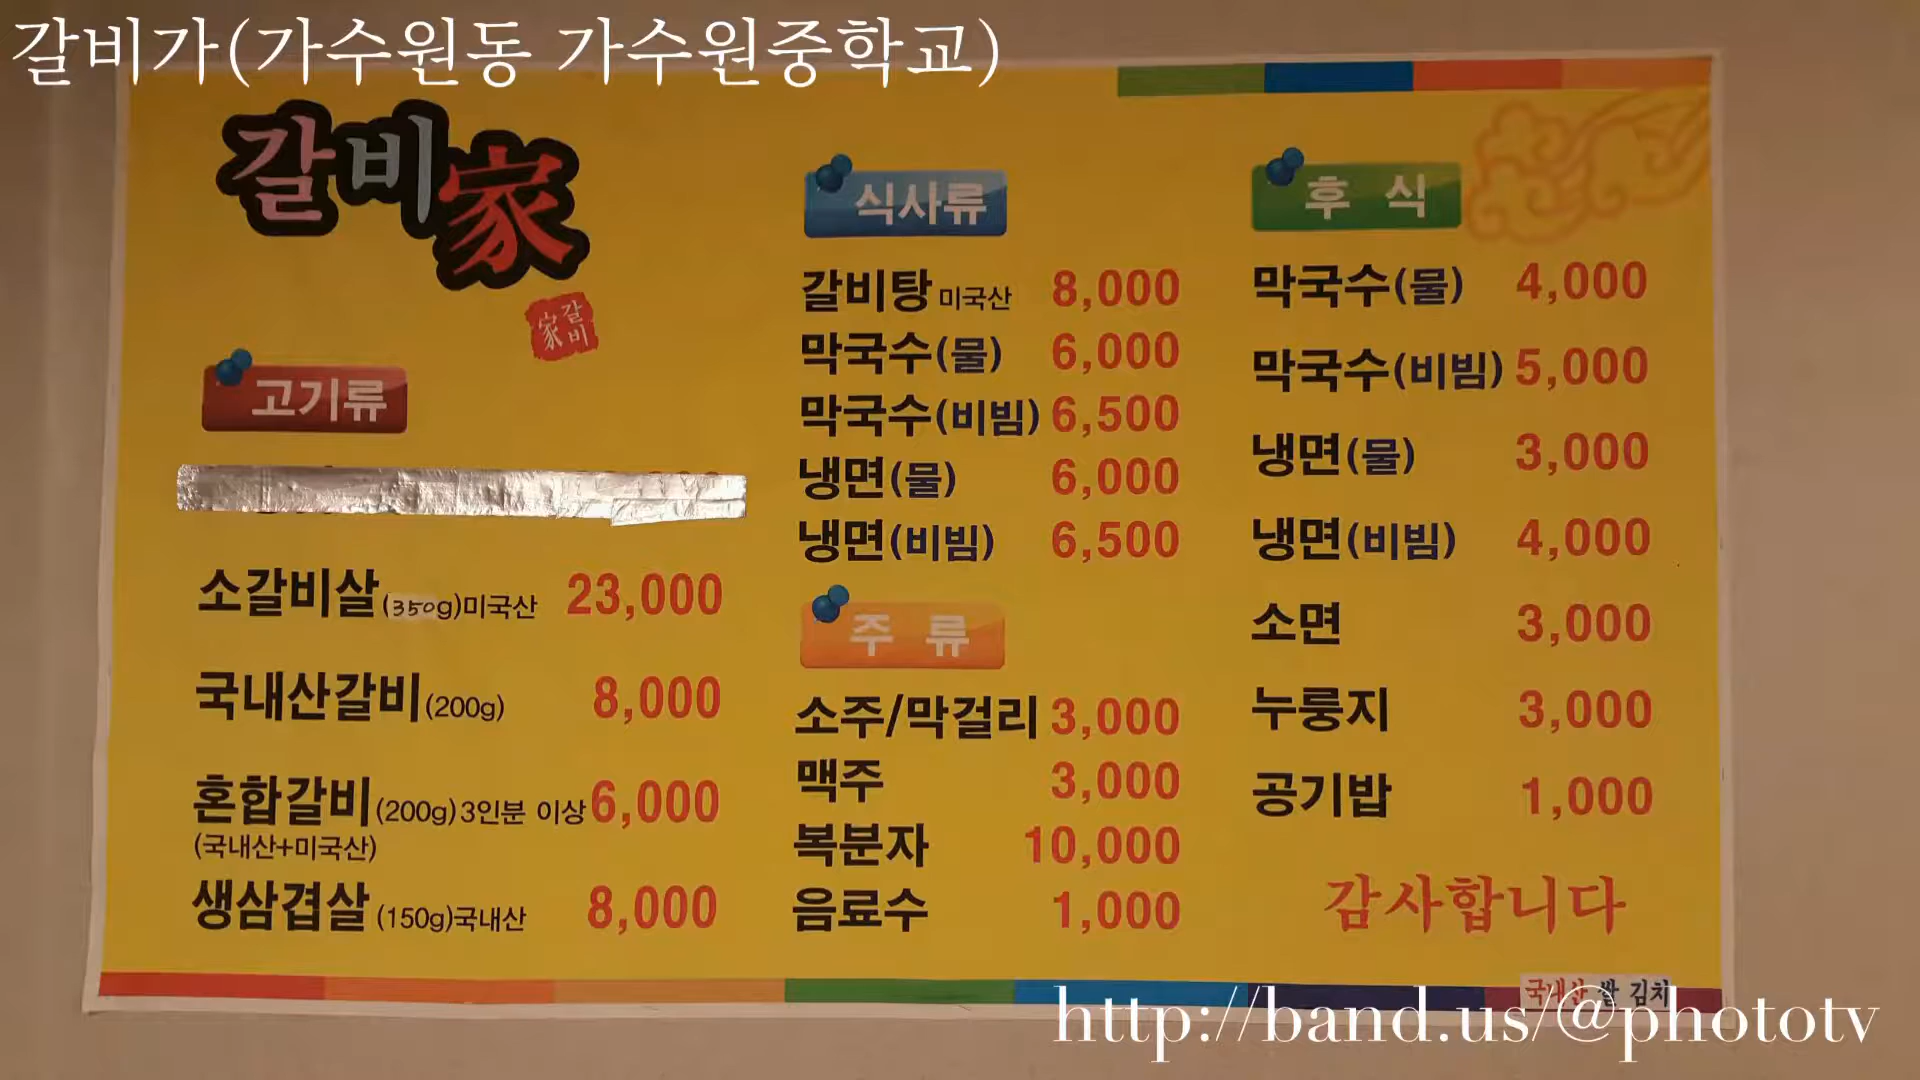 갈비가(가수원동 가수원중학교)
갈비家
家갈비
고기류
소갈비살(350g)미국산 23,000
국내산갈비(200g) 8,000
혼합갈비(200g)3인분 이상 6,000
(국내산+미국산)
생삼겹살(150g)국내산 8,000
식사류
갈비탕 미국산 8,000
막국수(물) 6,000
막국수(비빔) 6,500
냉면(물) 6,000
냉면(비빔) 6,500
주 류
소주/막걸리 3,000
맥주 3,000
복분자 10,000
음료수 1,000
후 식
막국수(물) 4,000
막국수(비빔) 5,000
냉면(물) 3,000
냉면(비빔) 4,000
소면 3,000
누룽지 3,000
공기밥 1,000
감사합니다
국내산 쌀 김치
http://band.us/@phototv